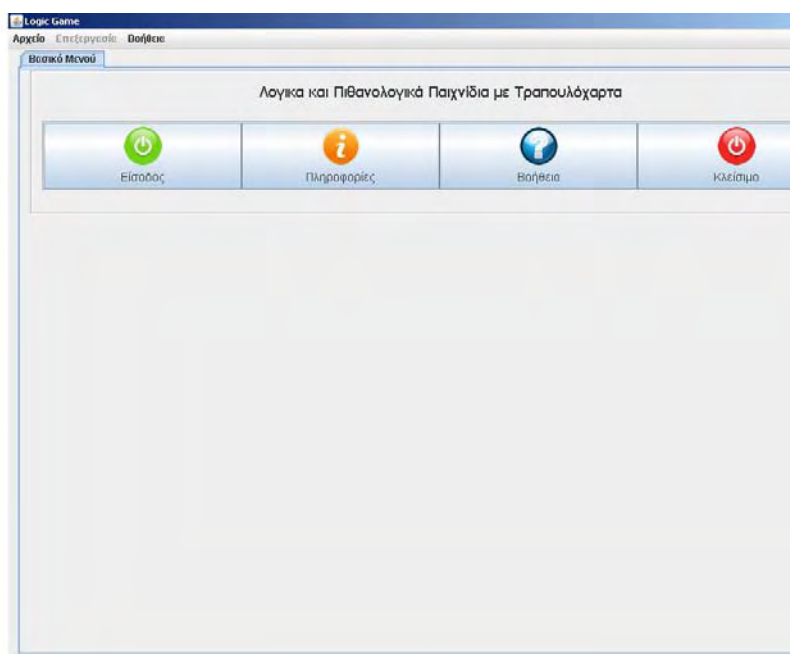 Logic Game
Αρχείο Επεξεργασία Βοήθεια
Βασικό Μενού
Λογικα και Πιθανολογικά Παιχνίδια με Τραπουλόχαρτα
Είσοδος Πληροφορίες Βοήθεια Κλείσιμο